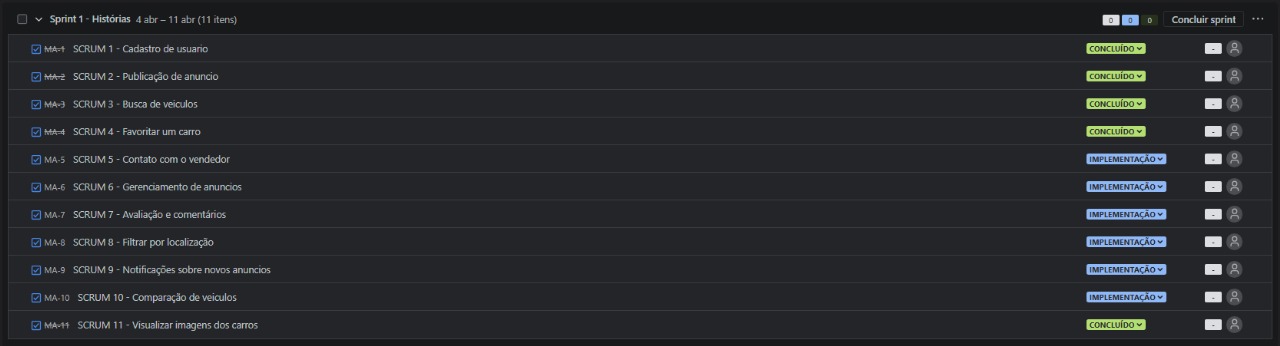 Sprint 1 - Histórias 4 abr – 11 abr (11 itens) 0 0 0 Concluir sprint ...
MA-1 SCRUM 1 - Cadastro de usuario CONCLUÍDO -
MA-2 SCRUM 2 - Publicação de anuncio CONCLUÍDO -
MA-3 SCRUM 3 - Busca de veiculos CONCLUÍDO -
MA-4 SCRUM 4 - Favoritar um carro CONCLUÍDO -
MA-5 SCRUM 5 - Contato com o vendedor IMPLEMENTAÇÃO -
MA-6 SCRUM 6 - Gerenciamento de anuncios IMPLEMENTAÇÃO -
MA-7 SCRUM 7 - Avaliação e comentários IMPLEMENTAÇÃO -
MA-8 SCRUM 8 - Filtrar por localização IMPLEMENTAÇÃO -
MA-9 SCRUM 9 - Notificações sobre novos anuncios IMPLEMENTAÇÃO -
MA-10 SCRUM 10 - Comparação de veiculos IMPLEMENTAÇÃO -
MA-11 SCRUM 11 - Visualizar imagens dos carros CONCLUÍDO -